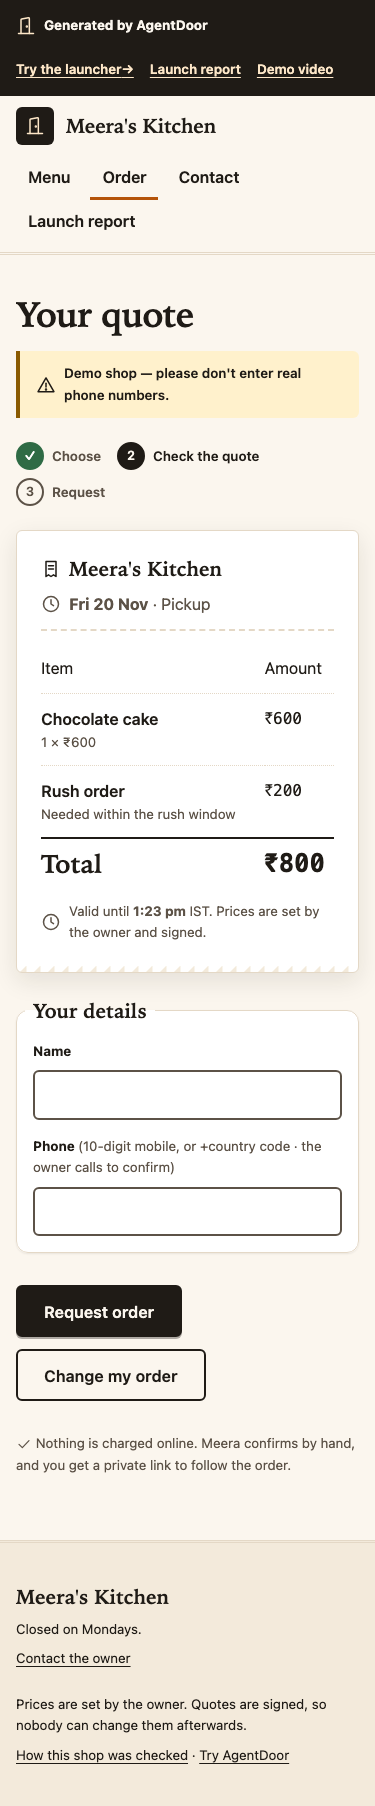 Generated by AgentDoor
Try the launcher→ Launch report Demo video
Meera's Kitchen
Menu Order Contact
Launch report
Your quote
Demo shop — please don't enter real
phone numbers.
Choose 2 Check the quote
3 Request
Meera's Kitchen
Fri 20 Nov · Pickup
Item Amount
Chocolate cake ₹600
1 × ₹600
Rush order ₹200
Needed within the rush window
Total ₹800
Valid until 1:23 pm IST. Prices are set by
the owner and signed.
Your details
Name
Phone (10-digit mobile, or +country code · the
owner calls to confirm)
Request order
Change my order
Nothing is charged online. Meera confirms by hand,
and you get a private link to follow the order.
Meera's Kitchen
Closed on Mondays.
Contact the owner
Prices are set by the owner. Quotes are signed, so
nobody can change them afterwards.
How this shop was checked · Try AgentDoor